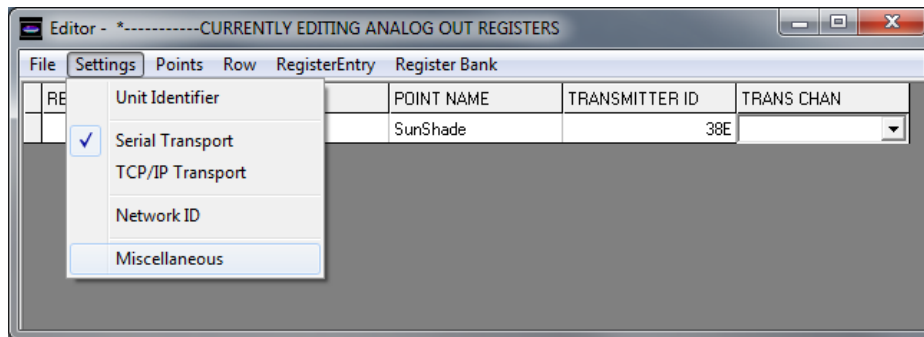 Editor - *-----------CURRENTLY EDITING ANALOG OUT REGISTERS
File Settings Points Row RegisterEntry Register Bank
RE POINT NAME TRANSMITTER ID TRANS CHAN
SunShade 38E
Unit Identifier
Serial Transport
TCP/IP Transport
Network ID
Miscellaneous